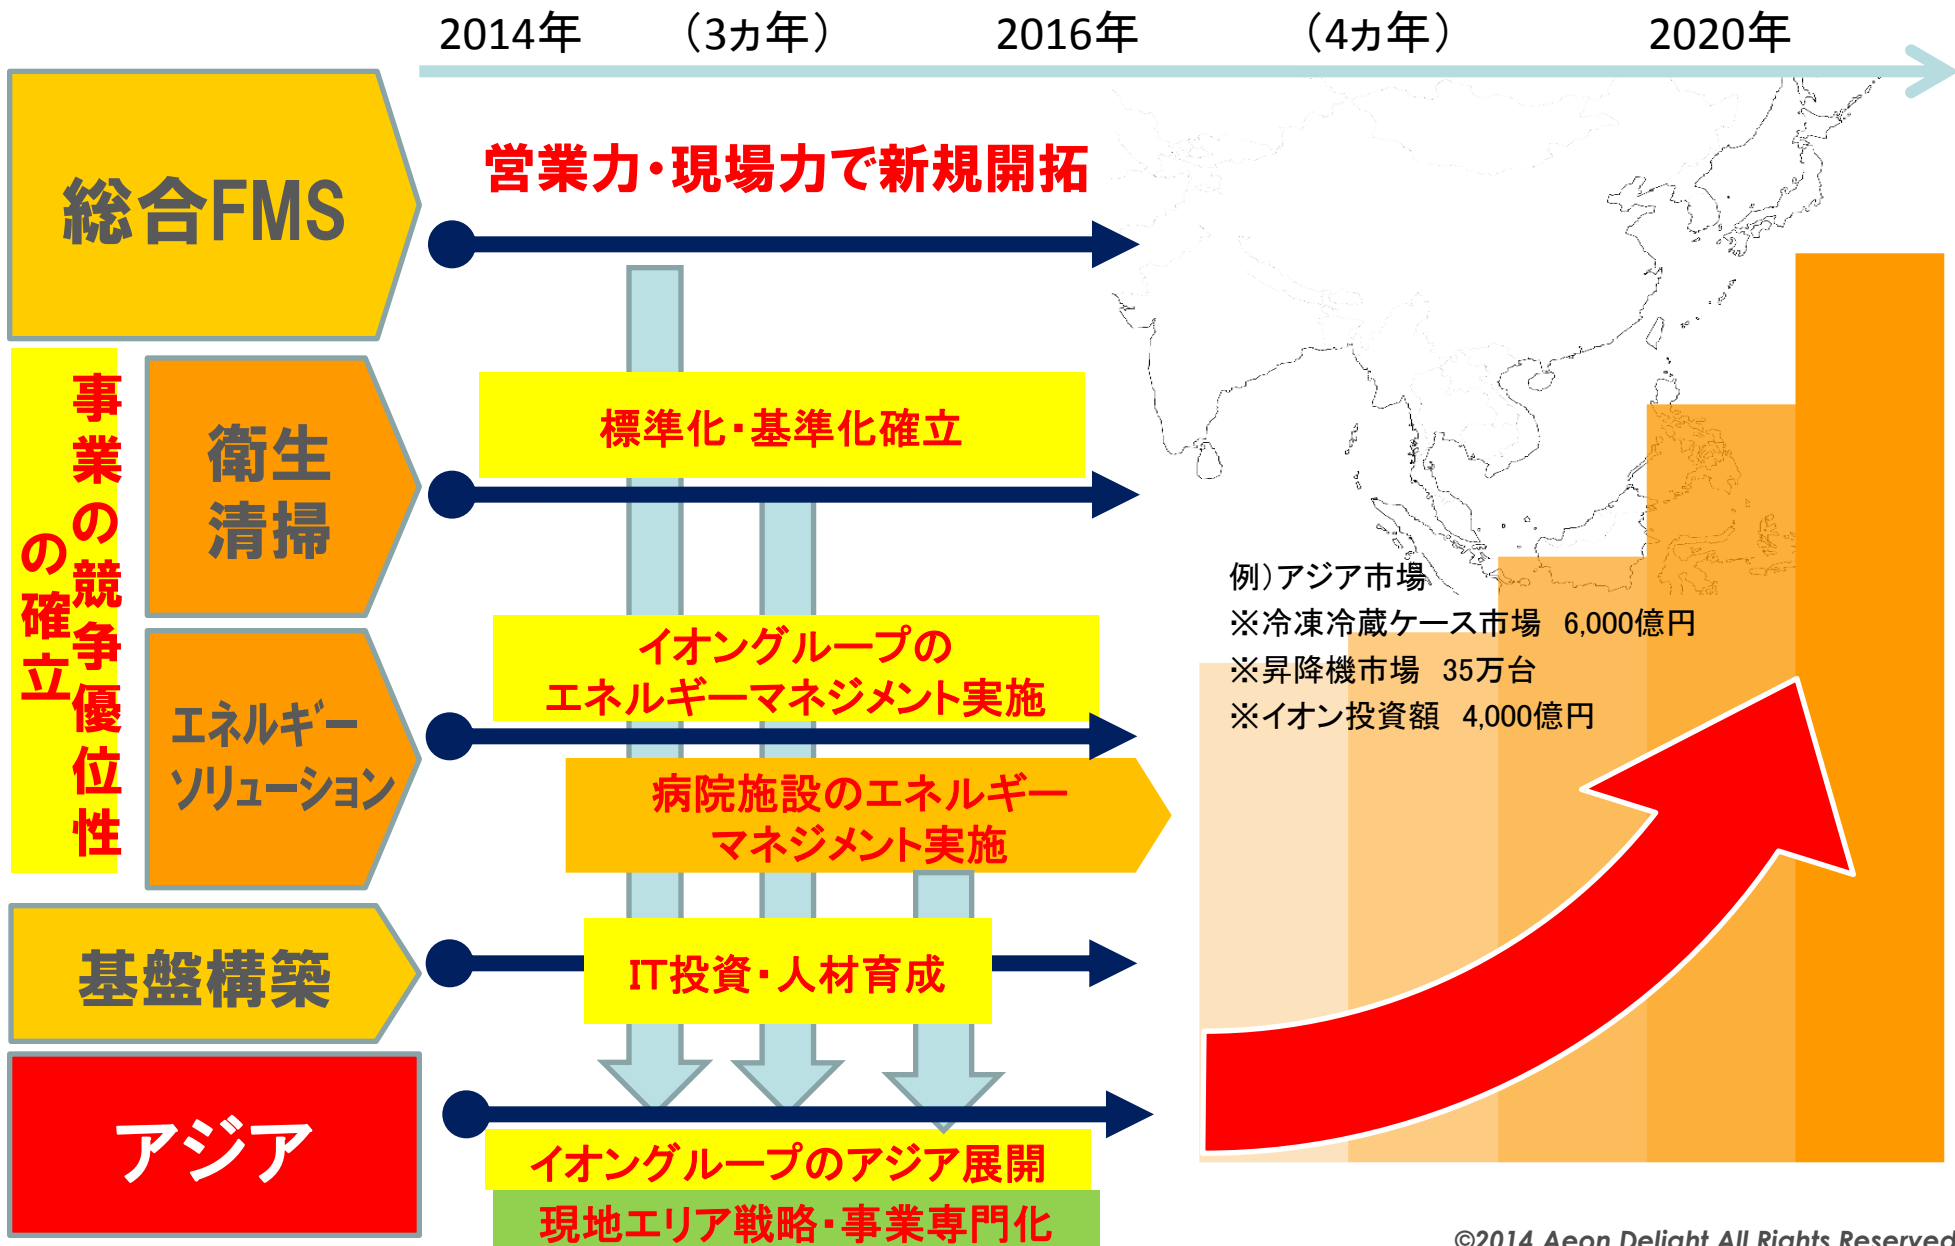 2014年 （3ヵ年） 2016年 （4ヵ年） 2020年
総合FMS
営業力・現場力で新規開拓
事業の競争優位性
の確立
衛生
清掃
標準化・基準化確立
エネルギー
ソリューション
イオングループの
エネルギーマネジメント実施
病院施設のエネルギー
マネジメント実施
基盤構築
IT投資・人材育成
アジア
イオングループのアジア展開
現地エリア戦略・事業専門化
例）アジア市場
※冷凍冷蔵ケース市場 6,000億円
※昇降機市場 35万台
※イオン投資額 4,000億円
©2014 Aeon Delight All Rights Reserved